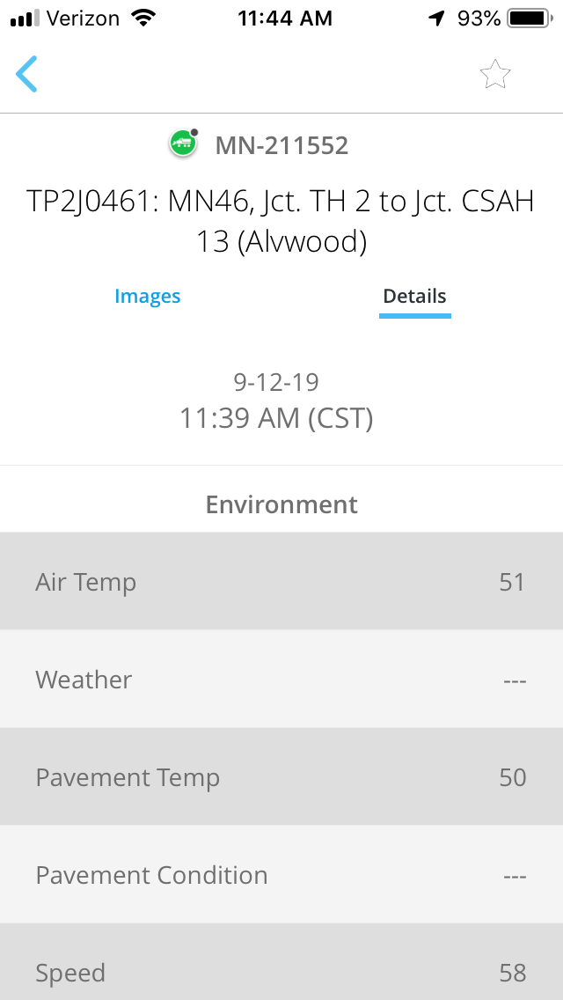 Verizon 11:44 AM 93%
MN-211552
TP2J0461: MN46, Jct. TH 2 to Jct. CSAH
13 (Alvwood)
Images Details
9-12-19
11:39 AM (CST)
Environment
Air Temp 51
Weather ---
Pavement Temp 50
Pavement Condition ---
Speed 58